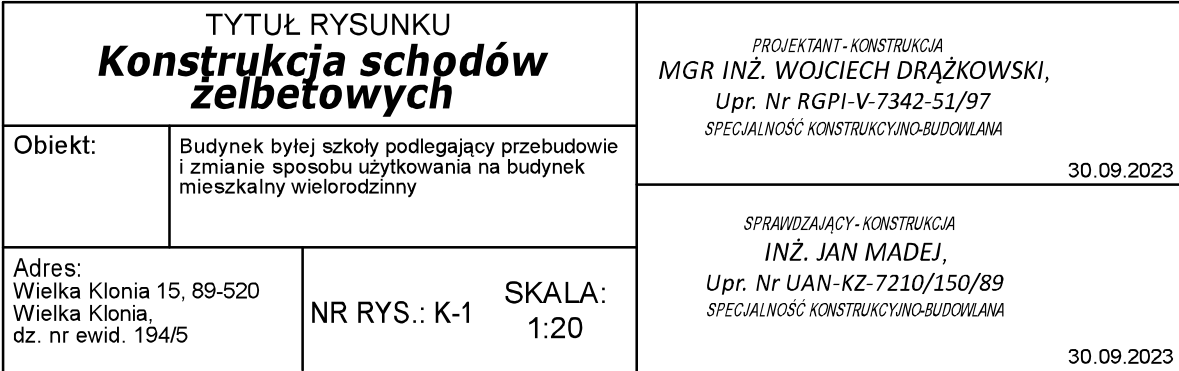 TYTUŁ RYSUNKU
Konstrukcja schodów
żelbetowych
Obiekt:
Budynek byłej szkoły podlegający przebudowie
i zmianie sposobu użytkowania na budynek
mieszkalny wielorodzinny
Adres:
Wielka Klonia 15, 89-520
Wielka Klonia,
dz. nr ewid. 194/5
NR RYS.: K-1
SKALA:
1:20
PROJEKTANT - KONSTRUKCJA
MGR INŻ. WOJCIECH DRĄŻKOWSKI,
Upr. Nr RGPI-V-7342-51/97
SPECJALNOŚĆ KONSTRUKCYJNO-BUDOWLANA
30.09.2023
SPRAWDZAJĄCY - KONSTRUKCJA
INŻ. JAN MADEJ,
Upr. Nr UAN-KZ-7210/150/89
SPECJALNOŚĆ KONSTRUKCYJNO-BUDOWLANA
30.09.2023